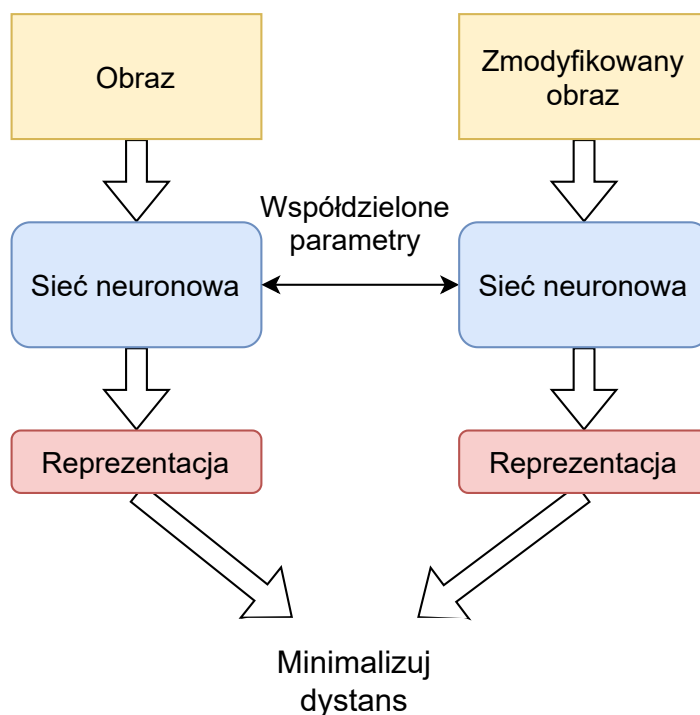 Obraz
Zmodyfikowany
obraz
Współdzielone
parametry
Sieć neuronowa
Sieć neuronowa
Reprezentacja
Reprezentacja
Minimalizuj
dystans